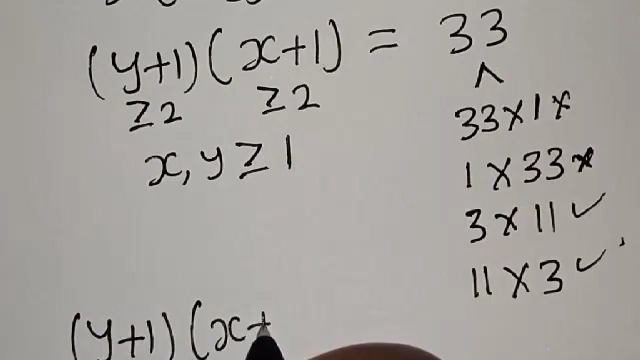 (y+1)(x+1) = 33
≥2 ≥2
x, y ≥ 1
^
33×1×
1×33×
3×11✓
11×3✓
(y+1)(x+